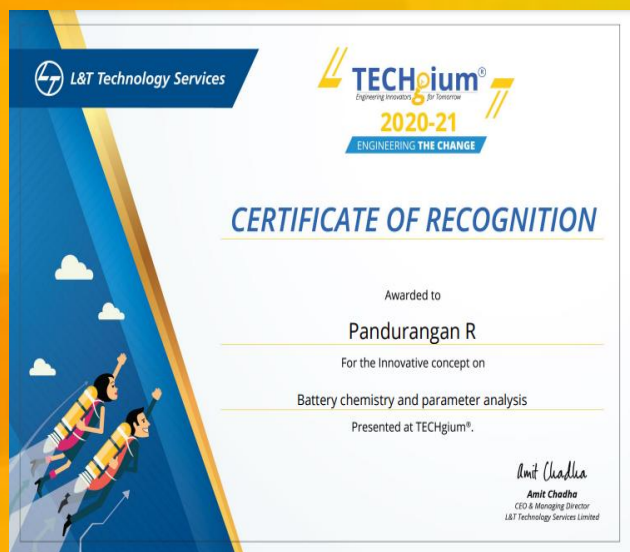 L&T Technology Services
TECHgium®
Engineering Innovators for Tomorrow
2020-21
ENGINEERING THE CHANGE
CERTIFICATE OF RECOGNITION
Awarded to
Pandurangan R
For the Innovative concept on
Battery chemistry and parameter analysis
Presented at TECHgium®.
Amit Chadha
Amit Chadha
CEO & Managing Director
L&T Technology Services Limited